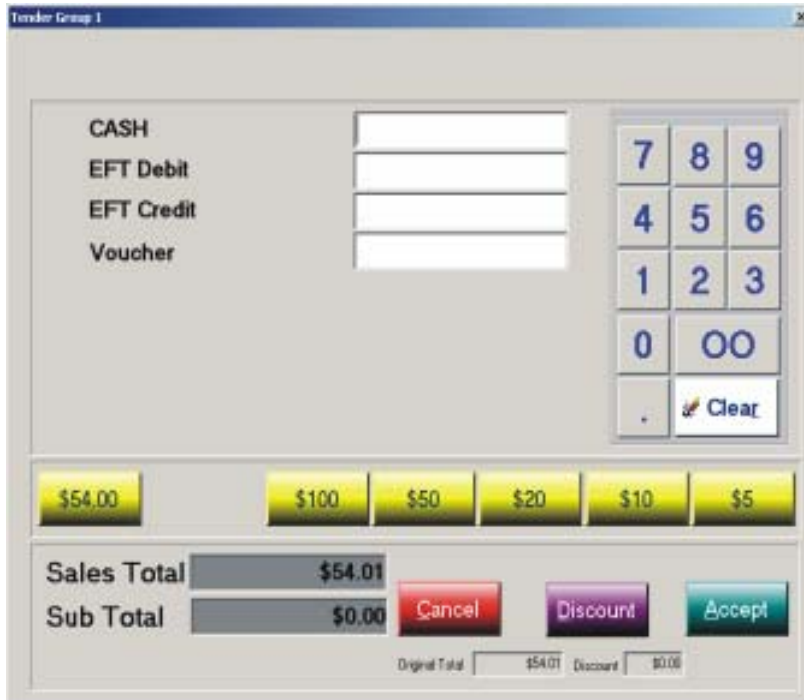 Tender Group 1
CASH
EFT Debit
EFT Credit
Voucher
7 8 9
4 5 6
1 2 3
0 00
. Clear
$54.00 $100 $50 $20 $10 $5
Sales Total $54.01
Sub Total $0.00
Cancel Discount Accept
Original Total $54.01 Discount $0.00